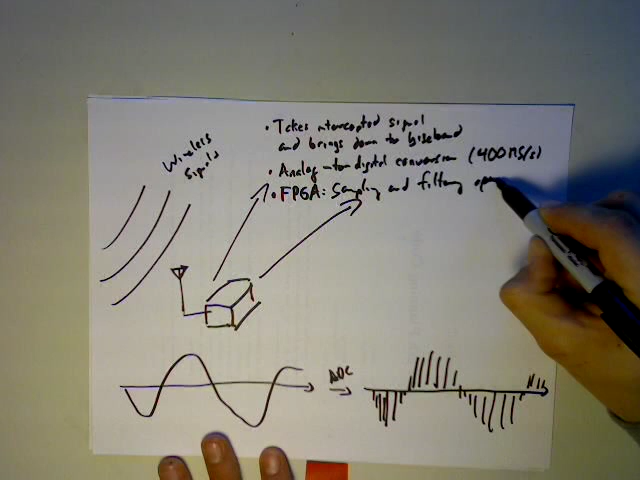 Wireless
Signals
• Takes intercepted signal
and brings down to baseband
• Analog digital conversion (400 MS/s)
• FPGA: Sampling and filtering
ADC